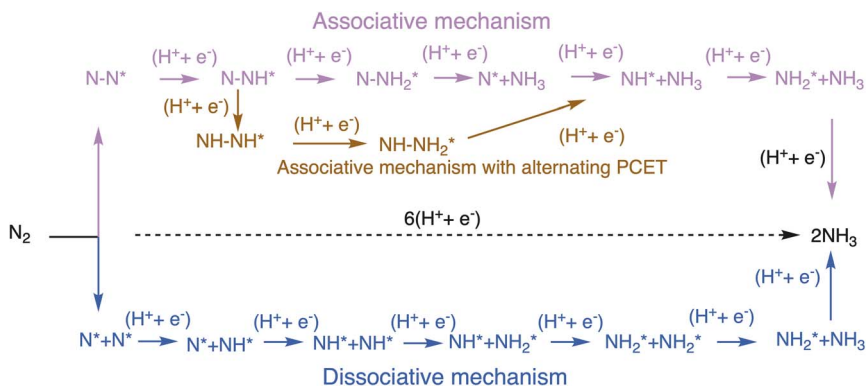 Associative mechanism
(H⁺+ e⁻) (H⁺+ e⁻) (H⁺+ e⁻) (H⁺+ e⁻) (H⁺+ e⁻)
N-N* N-NH* N-NH₂* N*+NH₃ NH*+NH₃ NH₂*+NH₃
(H⁺+ e⁻) (H⁺+ e⁻) (H⁺+ e⁻)
NH-NH* NH-NH₂*
Associative mechanism with alternating PCET
(H⁺+ e⁻)
6(H⁺+ e⁻)
N₂ 2NH₃
(H⁺+ e⁻)
(H⁺+ e⁻) (H⁺+ e⁻) (H⁺+ e⁻) (H⁺+ e⁻) (H⁺+ e⁻)
N*+N* N*+NH* NH*+NH* NH*+NH₂* NH₂*+NH₂* NH₂*+NH₃
Dissociative mechanism